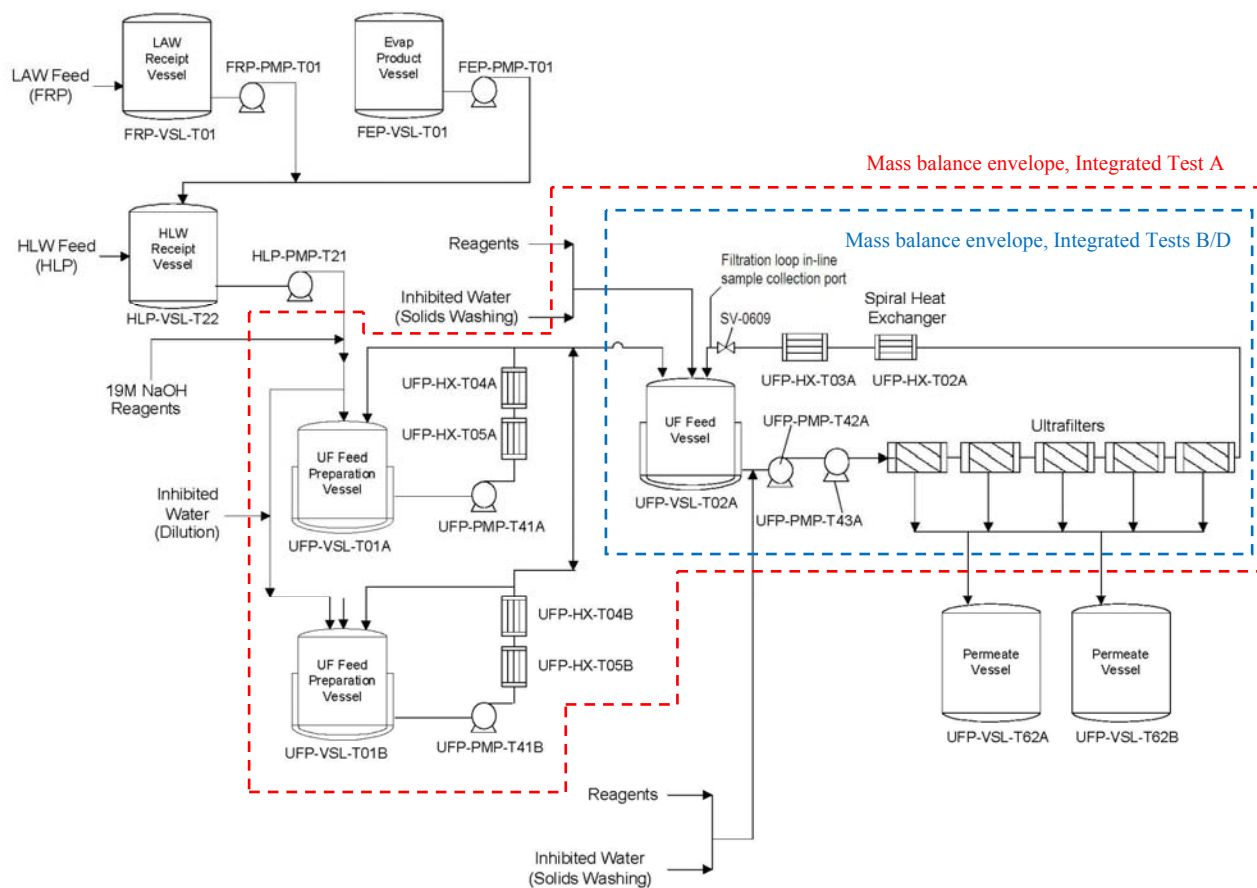 LAW
Receipt
Vessel
Evap
Product
Vessel
FRP-PMP-T01
FEP-PMP-T01
LAW Feed
(FRP)
FRP-VSL-T01
FEP-VSL-T01
Mass balance envelope, Integrated Test A
HLW
Receipt
Vessel
HLW Feed
(HLP)
HLP-PMP-T21
HLP-VSL-T22
Reagents
Inhibited Water
(Solids Washing)
Mass balance envelope, Integrated Tests B/D
Filtration loop in-line
sample collection port
SV-0609
Spiral Heat
Exchanger
UFP-HX-T03A
UFP-HX-T02A
19M NaOH
Reagents
UFP-HX-T04A
UFP-HX-T05A
UF Feed
Preparation
Vessel
UFP-PMP-T41A
UFP-VSL-T01A
UF Feed
Vessel
UFP-VSL-T02A
UFP-PMP-T42A
UFP-PMP-T43A
Ultrafilters
Inhibited
Water
(Dilution)
UFP-HX-T04B
UFP-HX-T05B
UF Feed
Preparation
Vessel
UFP-PMP-T41B
UFP-VSL-T01B
Permeate
Vessel
Permeate
Vessel
UFP-VSL-T62A
UFP-VSL-T62B
Reagents
Inhibited Water
(Solids Washing)